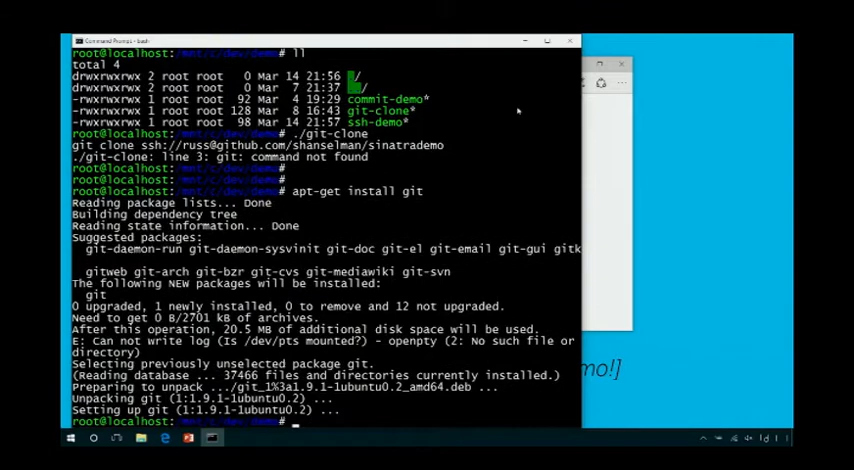 Command Prompt - bash
root@localhost:/mnt/c/dev/demo# ll
total 4
drwxrwxrwx 2 root root 0 Mar 14 21:56 ./
drwxrwxrwx 2 root root 0 Mar 7 21:37 ../
-rwxrwxrwx 1 root root 92 Mar 4 19:29 commit-demo*
-rwxrwxrwx 1 root root 128 Mar 8 16:43 git-clone*
-rwxrwxrwx 1 root root 98 Mar 14 21:57 ssh-demo*
root@localhost:/mnt/c/dev/demo# ./git-clone
git clone ssh://russ@github.com/shanselman/sinatrademo
./git-clone: line 3: git: command not found
root@localhost:/mnt/c/dev/demo#
root@localhost:/mnt/c/dev/demo#
root@localhost:/mnt/c/dev/demo# apt-get install git
Reading package lists... Done
Building dependency tree
Reading state information... Done
Suggested packages:
git-daemon-run git-daemon-sysvinit git-doc git-el git-email git-gui gitk
gitweb git-arch git-bzr git-cvs git-mediawiki git-svn
The following NEW packages will be installed:
git
0 upgraded, 1 newly installed, 0 to remove and 12 not upgraded.
Need to get 0 B/2701 kB of archives.
After this operation, 20.5 MB of additional disk space will be used.
E: Can not write log (Is /dev/pts mounted?) - openpty (2: No such file or
directory)
Selecting previously unselected package git.
(Reading database ... 37466 files and directories currently installed.)
Preparing to unpack .../git_1%3a1.9.1-1ubuntu0.2_amd64.deb ...
Unpacking git (1:1.9.1-1ubuntu0.2) ...
Setting up git (1:1.9.1-1ubuntu0.2) ...
root@localhost:/mnt/c/dev/demo#
mo!]